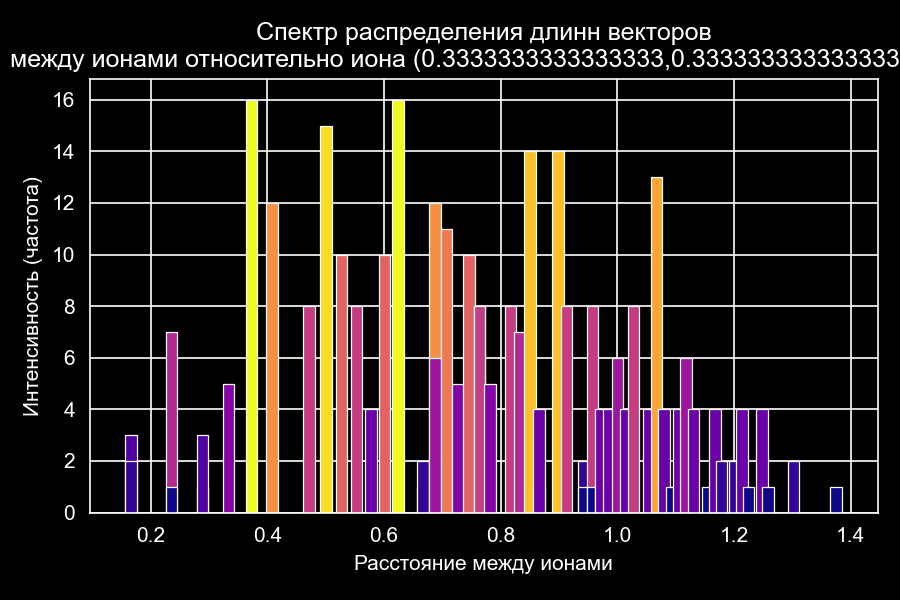 Спектр распределения длинн векторов
между ионами относительно иона (0.3333333333333333,0.333333333333333
Интенсивность (частота)
16
14
12
10
8
6
4
2
0
0.2 0.4 0.6 0.8 1.0 1.2 1.4
Расстояние между ионами